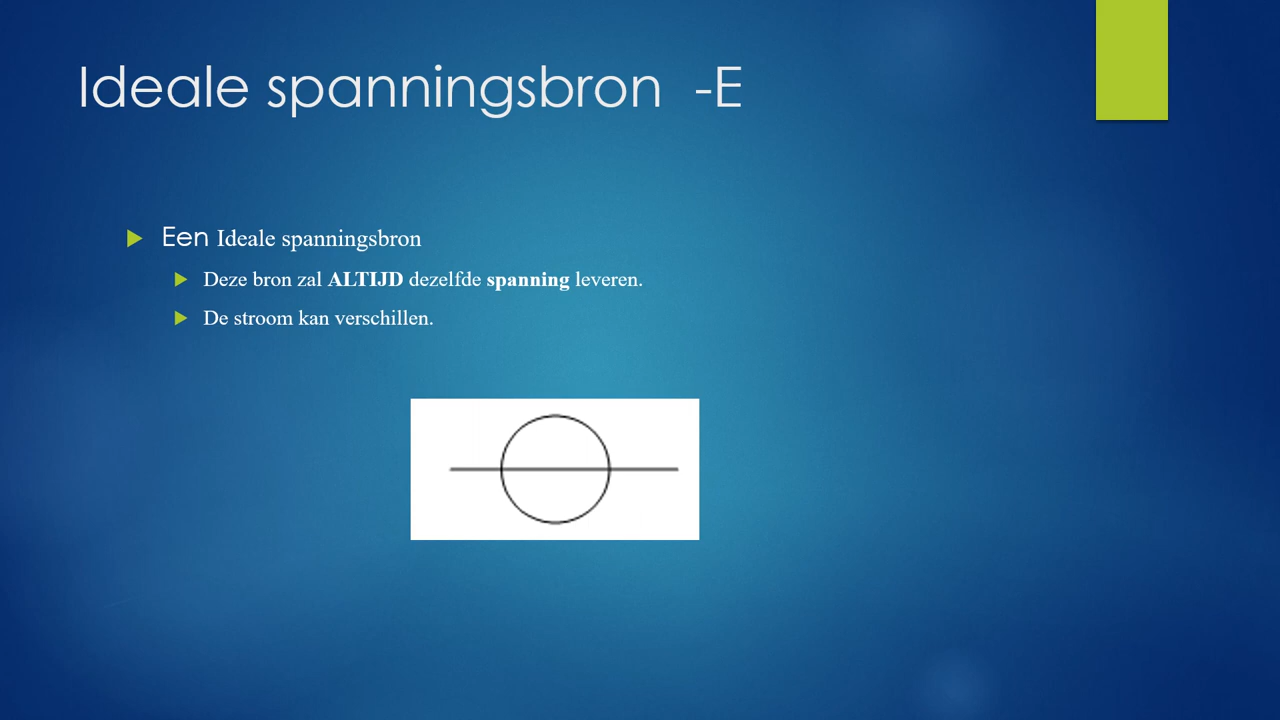 Ideale spanningsbron -E
Een Ideale spanningsbron
Deze bron zal ALTIJD dezelfde spanning leveren.
De stroom kan verschillen.